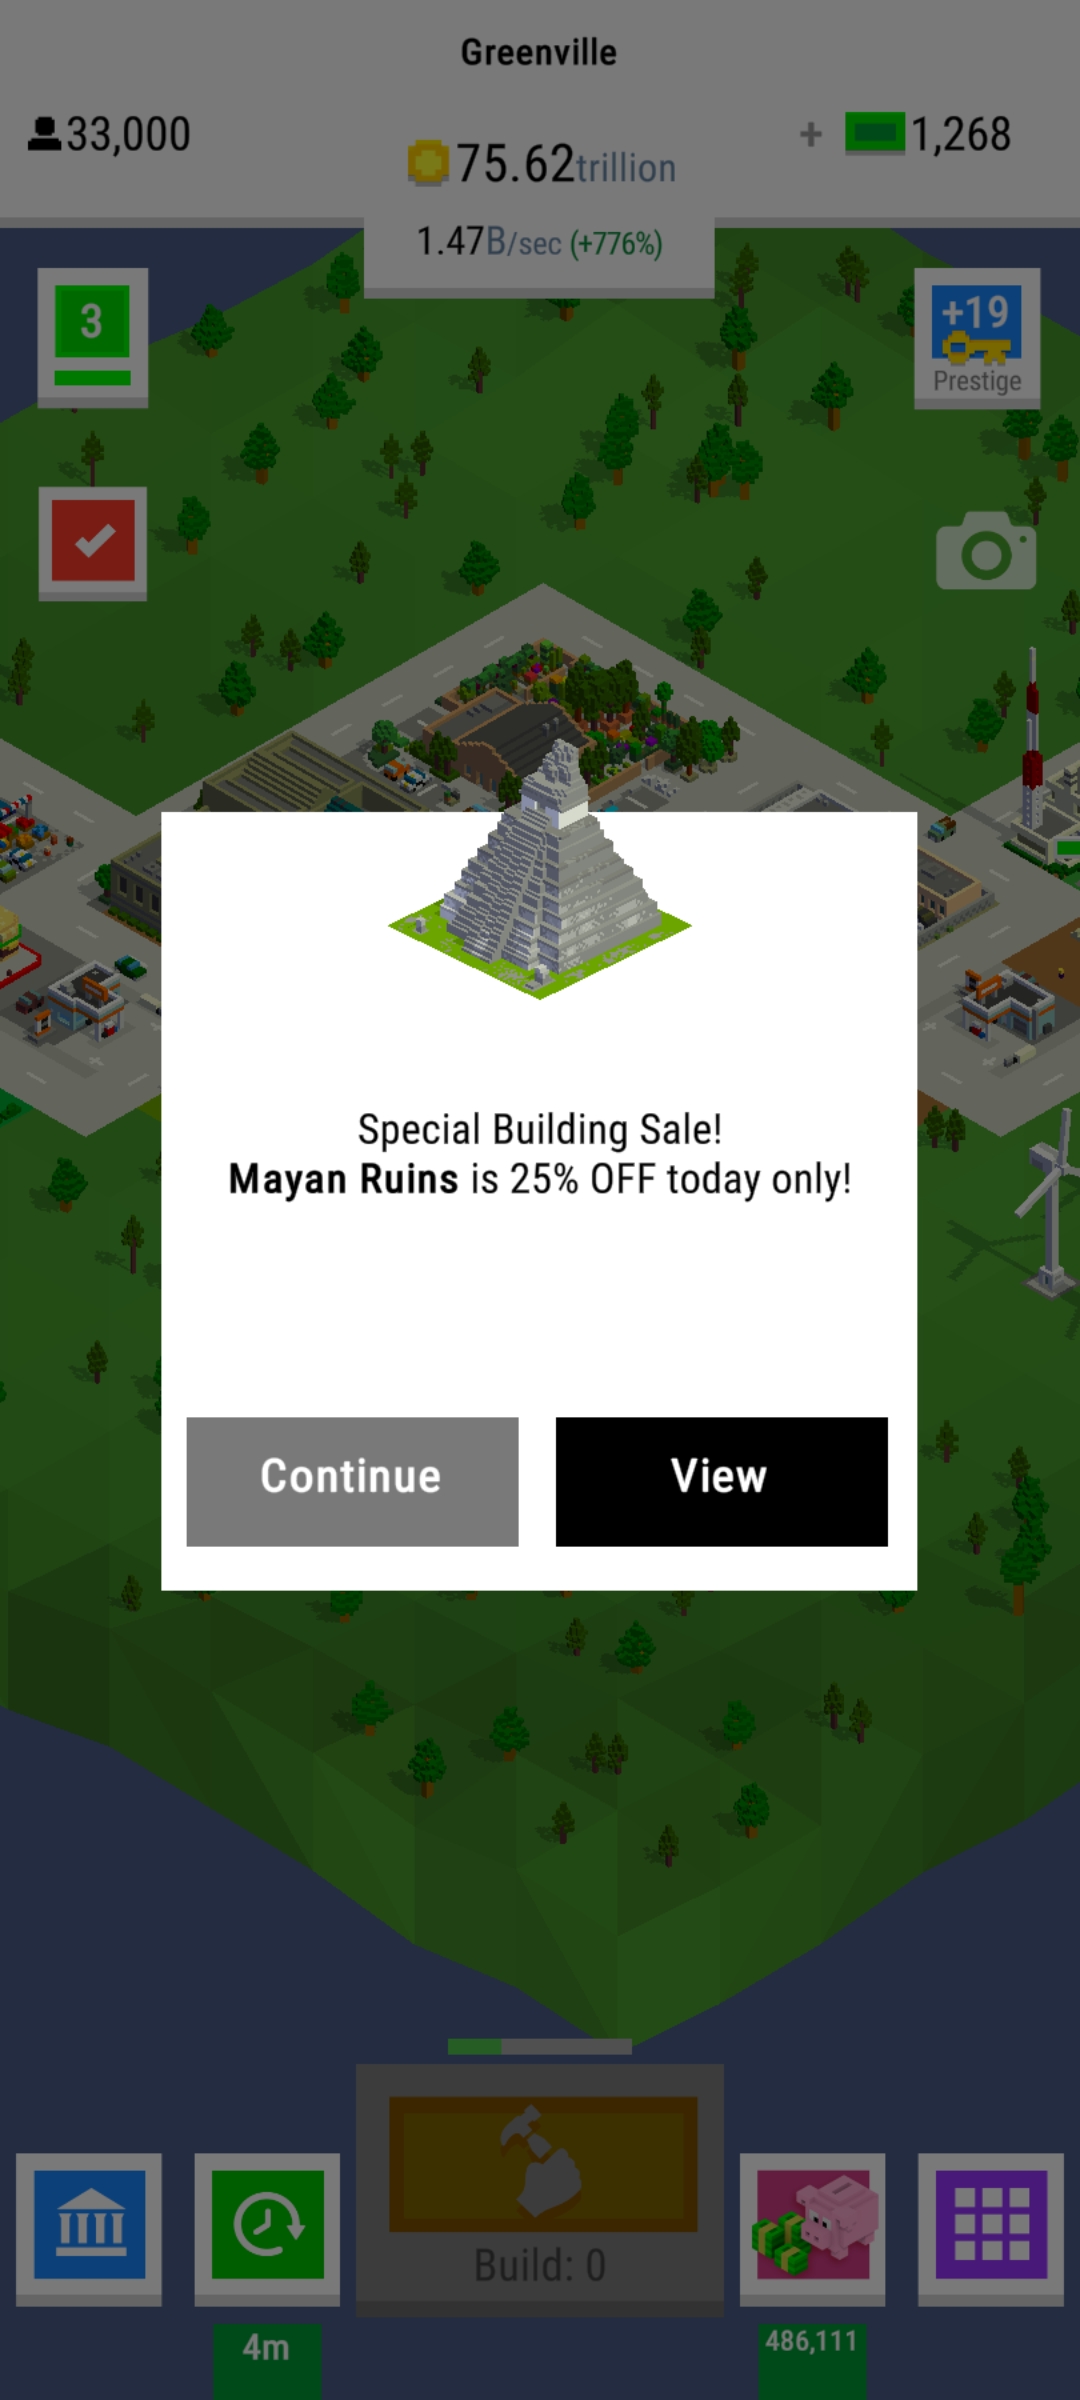 Greenville
33,000
75.62trillion
+ 1,268
1.47B/sec (+776%)
3
+19
Prestige
Special Building Sale!
Mayan Ruins is 25% OFF today only!
Continue
View
Build: 0
4m
486,111